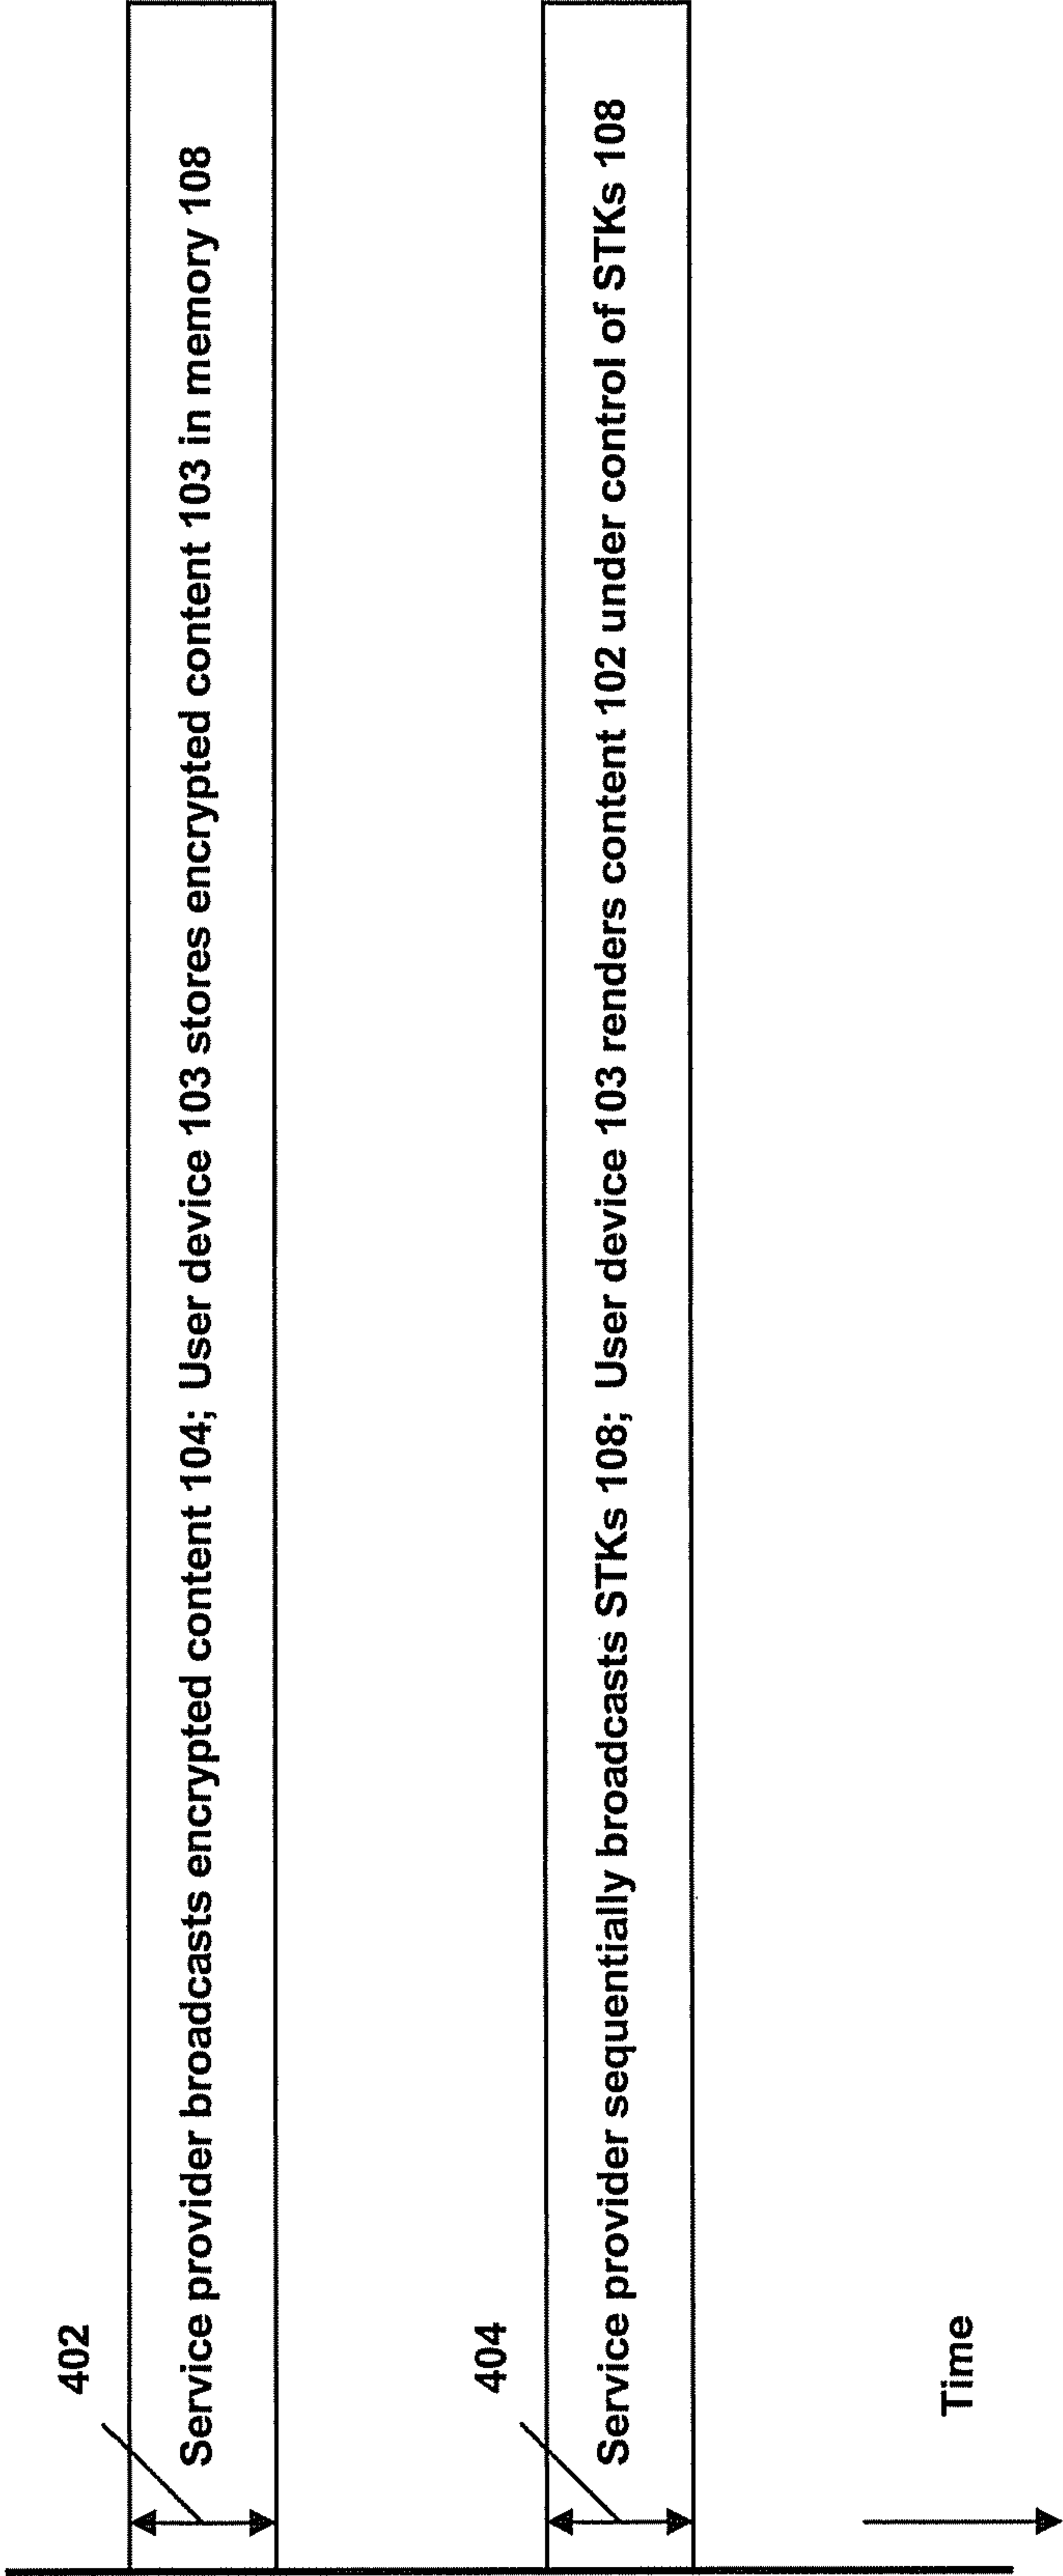 402
Service provider broadcasts encrypted content 104; User device 103 stores encrypted content 103 in memory 108
404
Service provider sequentially broadcasts STKs 108; User device 103 renders content 102 under control of STKs 108
Time